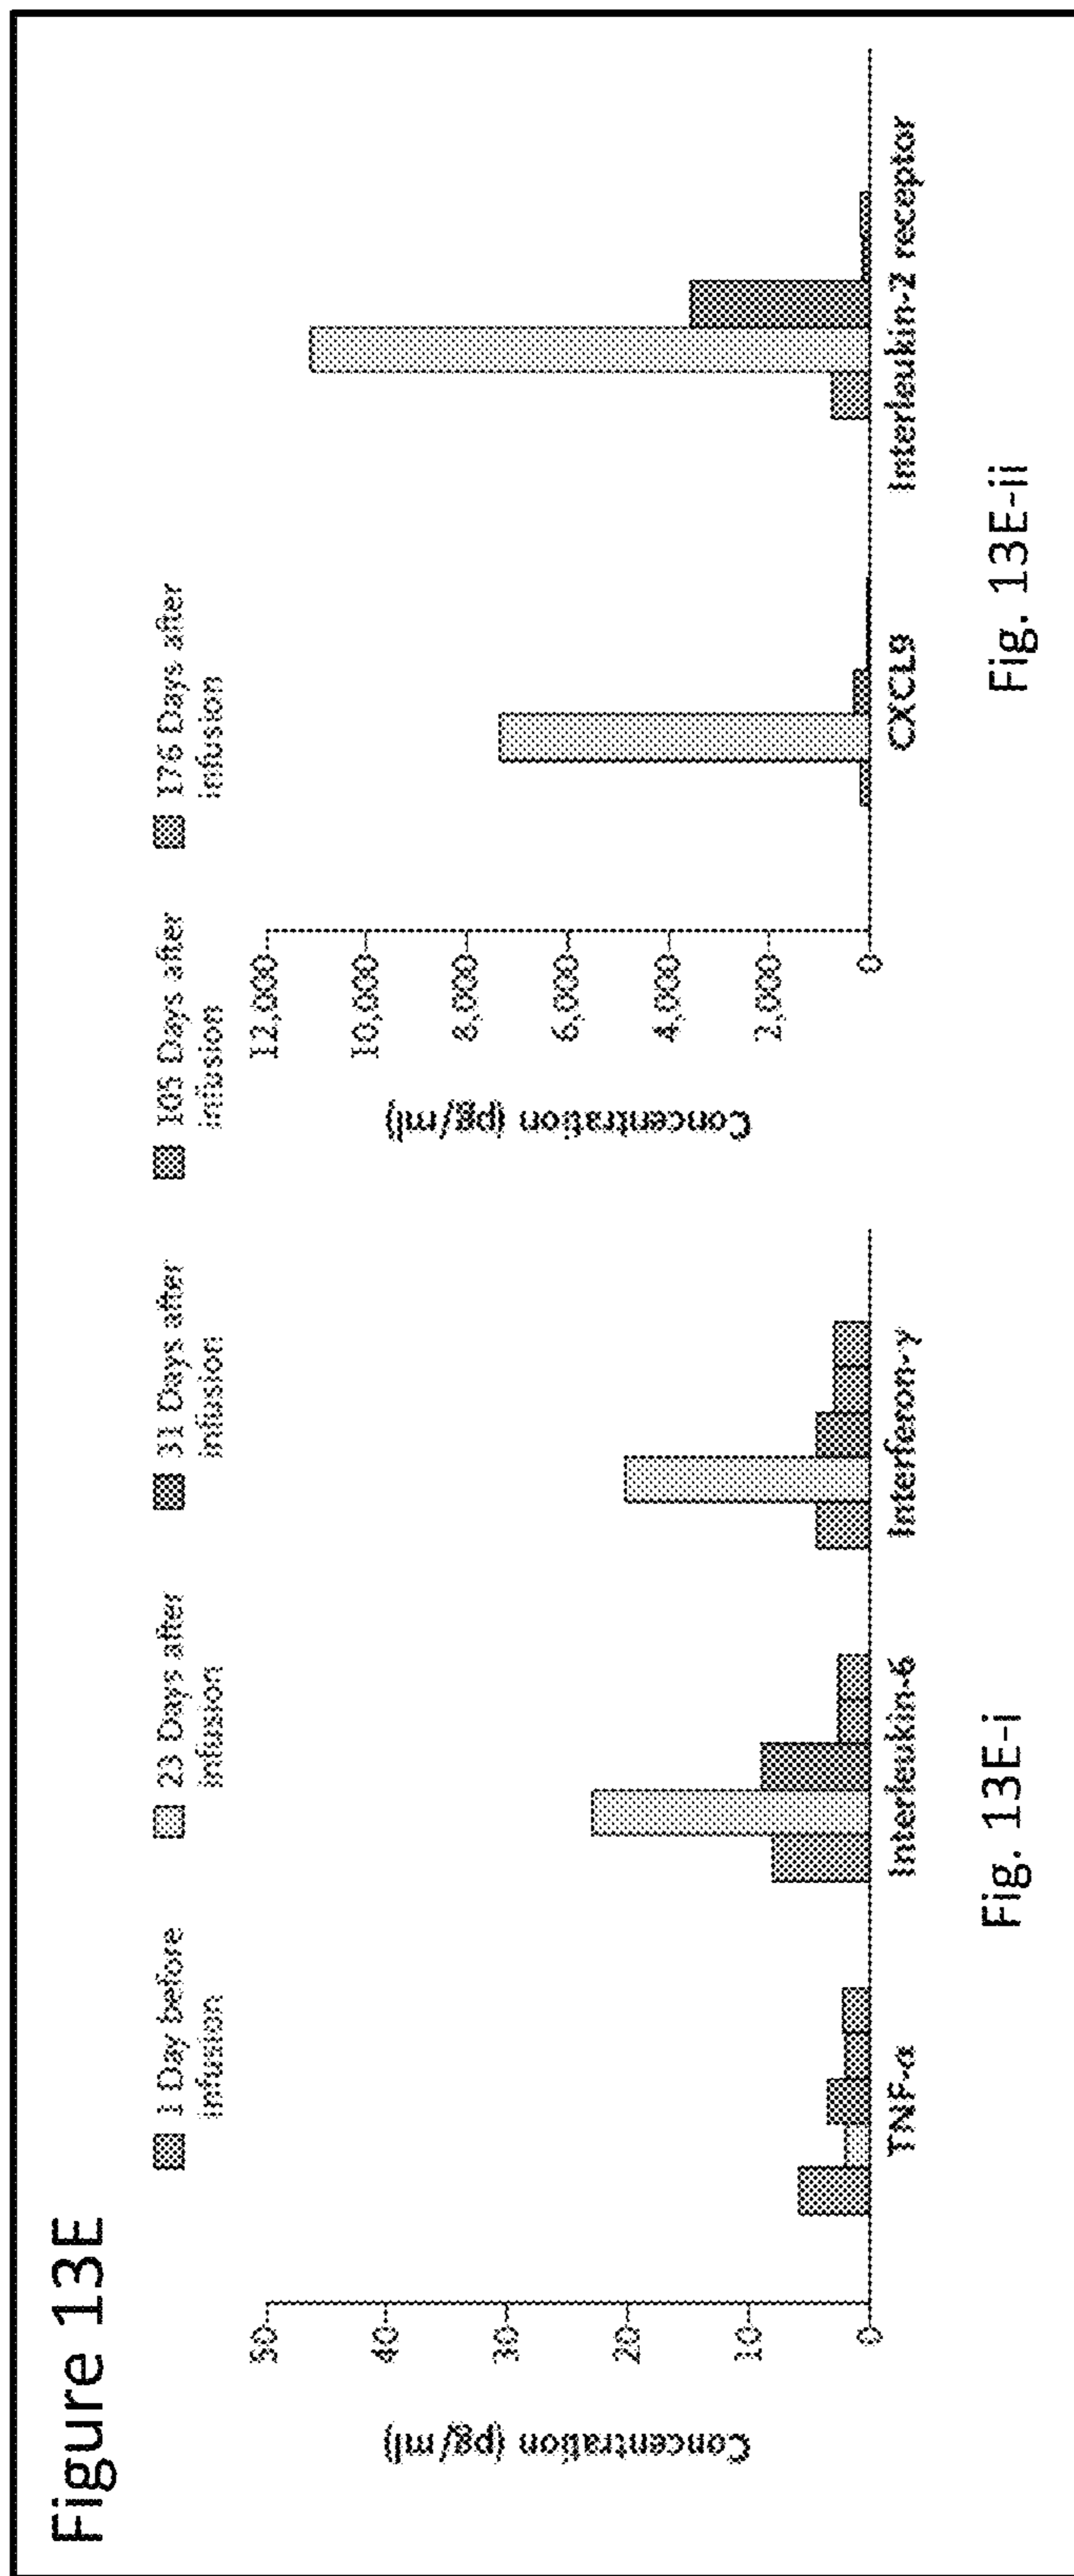 Figure 13E
1 Day before
infusion
23 Days after
infusion
31 Days after
infusion
105 Days after
infusion
176 Days after
infusion
Concentration (pg/ml)
50
40
30
20
10
0
TNF-α
Interleukin-6
Interferon-γ
Fig. 13E-i
Concentration (pg/ml)
12,000
10,000
8,000
6,000
4,000
2,000
0
CXCL9
Interleukin-2 receptor
Fig. 13E-ii